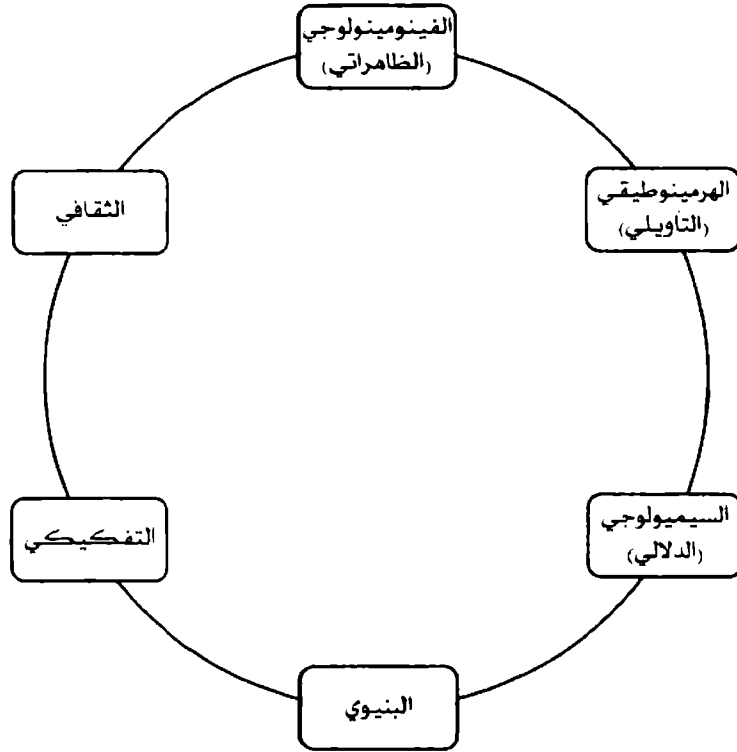 الفينومينولوجي
(الظاهراتي)
الهرمينوطيقي
(التأويلي)
الثقافي
السيميولوجي
(الدلالي)
التفكيكي
البنيوي